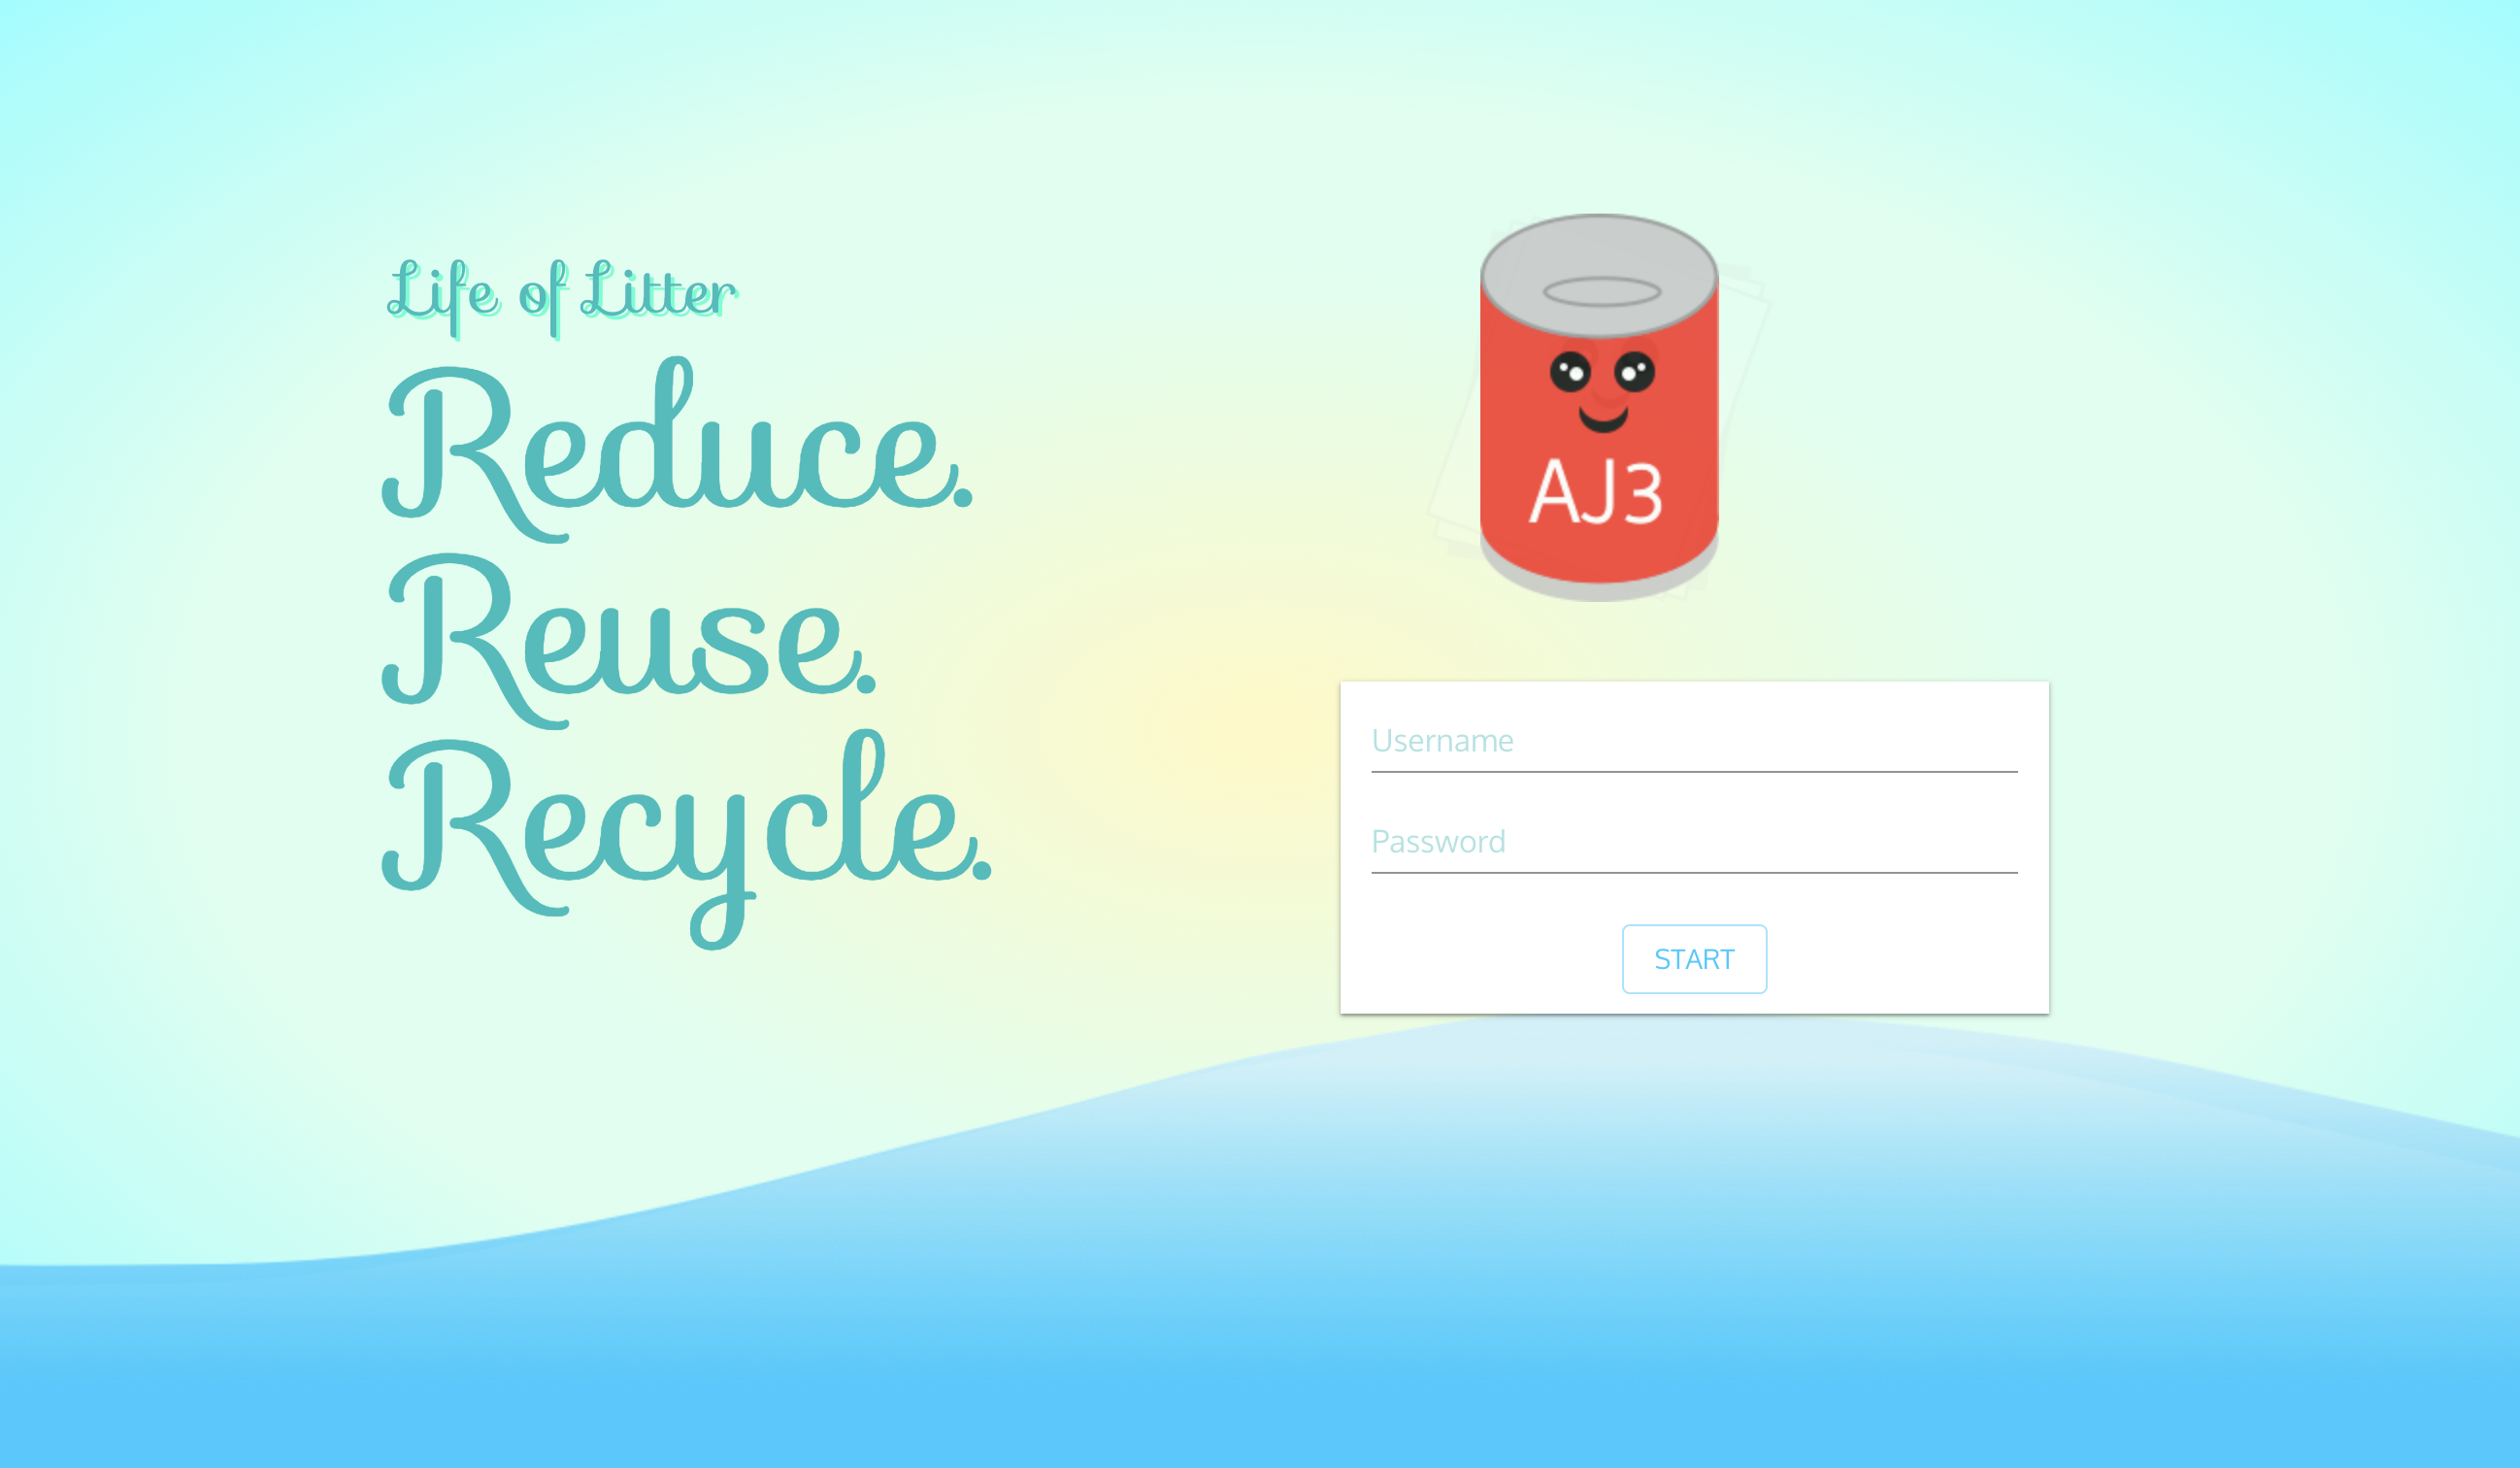 Life of Litter
Reduce.
Reuse.
Recycle.
AJ3
Username
Password
START